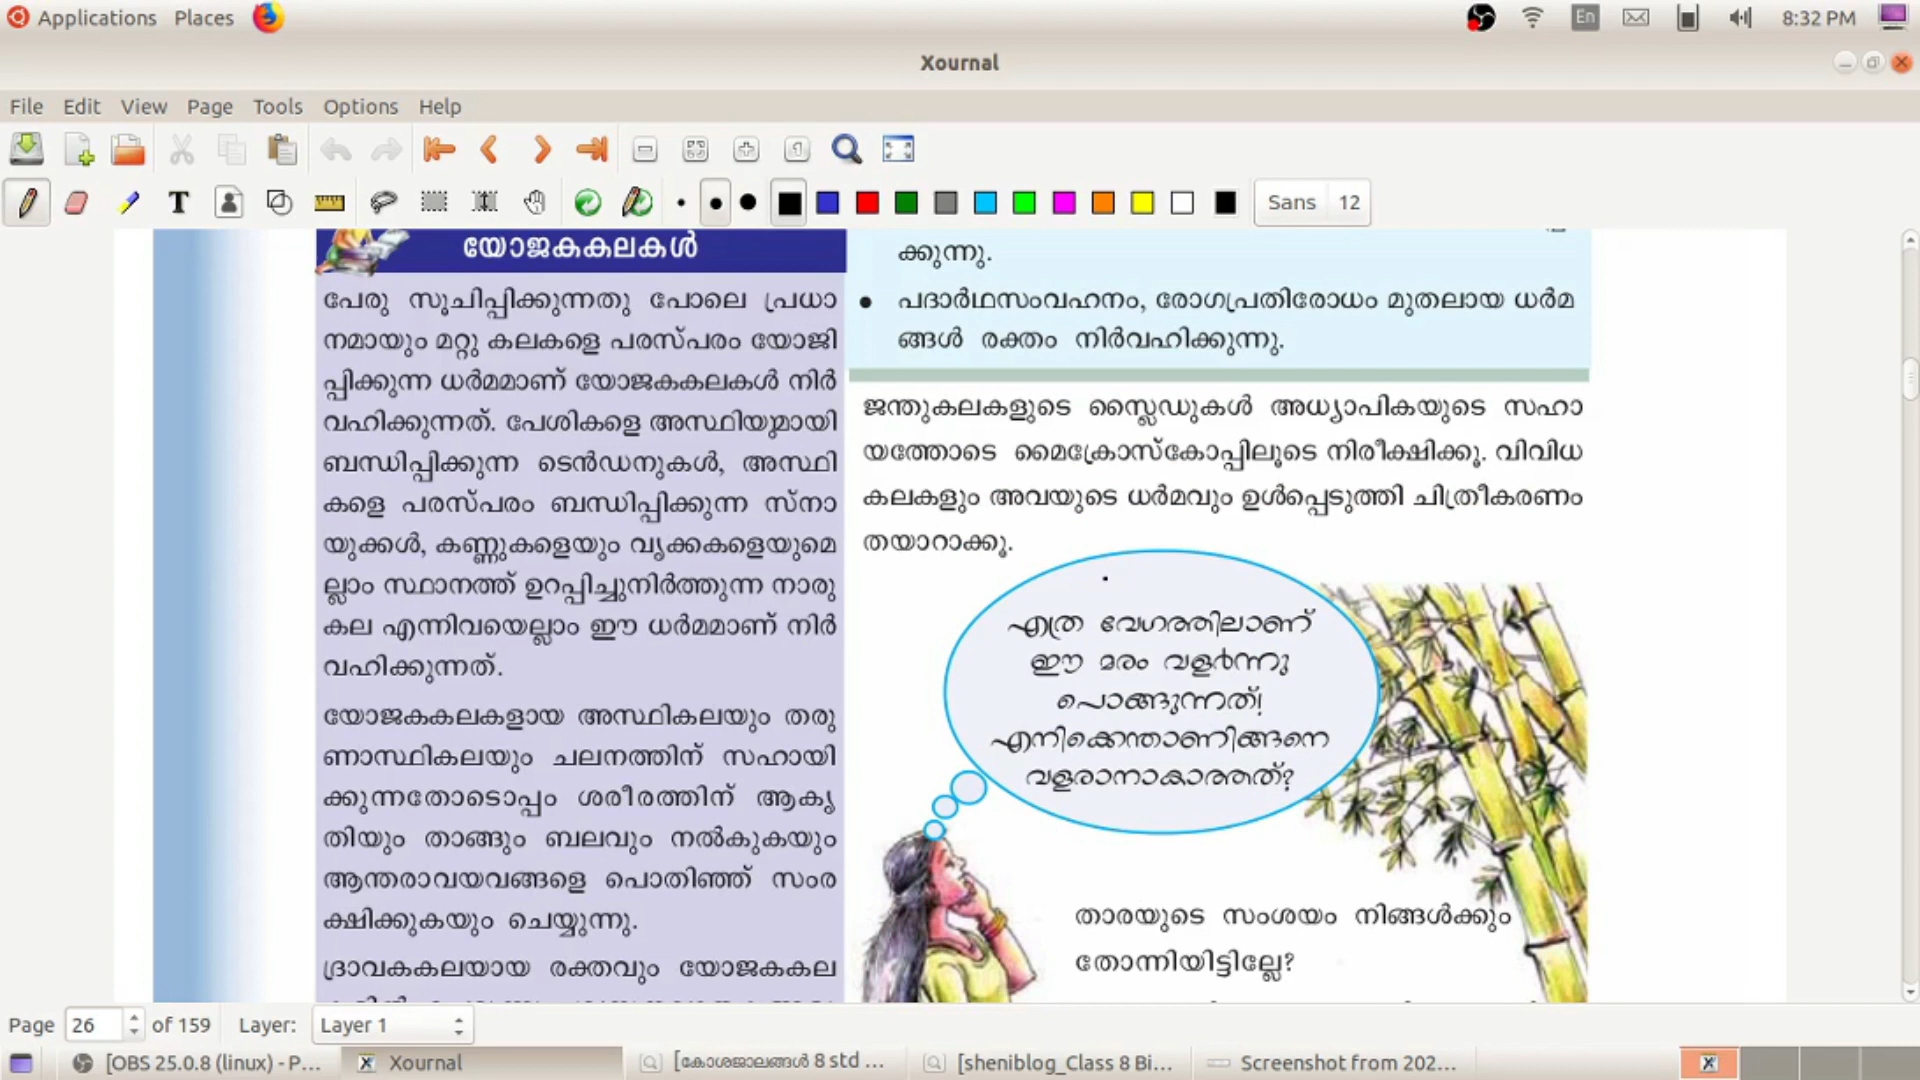 Applications Places En 8:32 PM
Xournal
File Edit View Page Tools Options Help
T Sans 12
യോജകകലകൾ
പേരു സൂചിപ്പിക്കുന്നതു പോലെ പ്രധാ
നമായും മറ്റു കലകളെ പരസ്പരം യോജി
പ്പിക്കുന്ന ധർമമാണ് യോജകകലകൾ നിർ
വഹിക്കുന്നത്. പേശികളെ അസ്ഥിയുമായി
ബന്ധിപ്പിക്കുന്ന ടെൻഡനുകൾ, അസ്ഥി
കളെ പരസ്പരം ബന്ധിപ്പിക്കുന്ന സ്നാ
യുക്കൾ, കണ്ണുകളെയും വൃക്കകളെയുമെ
ല്ലാം സ്ഥാനത്ത് ഉറപ്പിച്ചുനിർത്തുന്ന നാരു
കല എന്നിവയെല്ലാം ഈ ധർമമാണ് നിർ
വഹിക്കുന്നത്.
യോജകകലകളായ അസ്ഥികലയും തരു
ണാസ്ഥികലയും ചലനത്തിന് സഹായി
ക്കുന്നതോടൊപ്പം ശരീരത്തിന് ആകൃ
തിയും താങ്ങും ബലവും നൽകുകയും
ആന്തരാവയവങ്ങളെ പൊതിഞ്ഞ് സംര
ക്ഷിക്കുകയും ചെയ്യുന്നു.
ദ്രാവകകലയായ രക്തവും യോജകകല
ക്കുന്നു.
• പദാർഥസംവഹനം, രോഗപ്രതിരോധം മുതലായ ധർമ
ങ്ങൾ രക്തം നിർവഹിക്കുന്നു.
ജന്തുകലകളുടെ സ്ലൈഡുകൾ അധ്യാപികയുടെ സഹാ
യത്തോടെ മൈക്രോസ്കോപ്പിലൂടെ നിരീക്ഷിക്കൂ. വിവിധ
കലകളും അവയുടെ ധർമവും ഉൾപ്പെടുത്തി ചിത്രീകരണം
തയാറാക്കൂ.
എത്ര വേഗത്തിലാണ്
ഈ മരം വളർന്നു
പൊങ്ങുന്നത്!
എനിക്കെന്താണിങ്ങനെ
വളരാനാകാത്തത്?
താരയുടെ സംശയം നിങ്ങൾക്കും
തോന്നിയിട്ടില്ലേ?
Page 26 of 159 Layer: Layer 1
[OBS 25.0.8 (linux) - P... Xournal [കോശജാലങ്ങൾ 8 std ... [sheniblog_Class 8 Bi... Screenshot from 202...